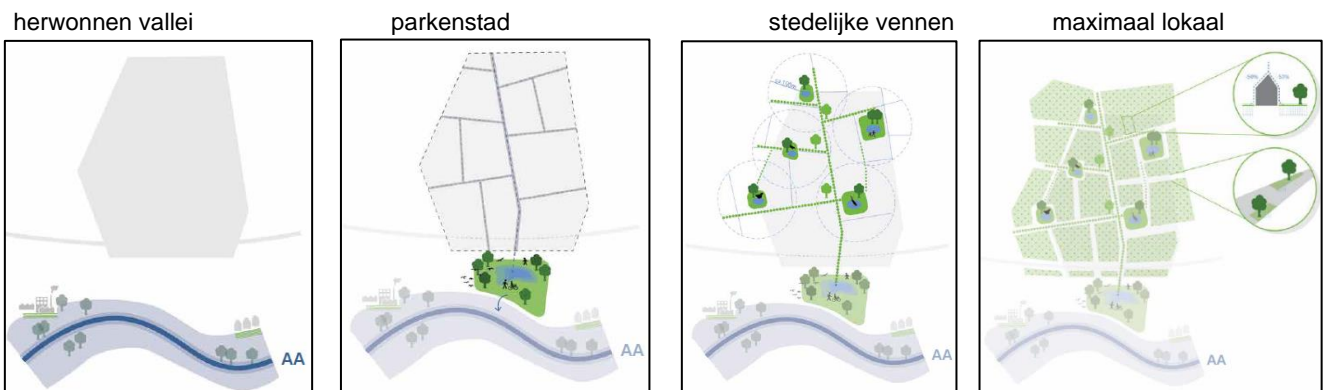 herwonnen vallei
parkenstad
stedelijke vennen
maximaal lokaal
AA
AA
AA
AA